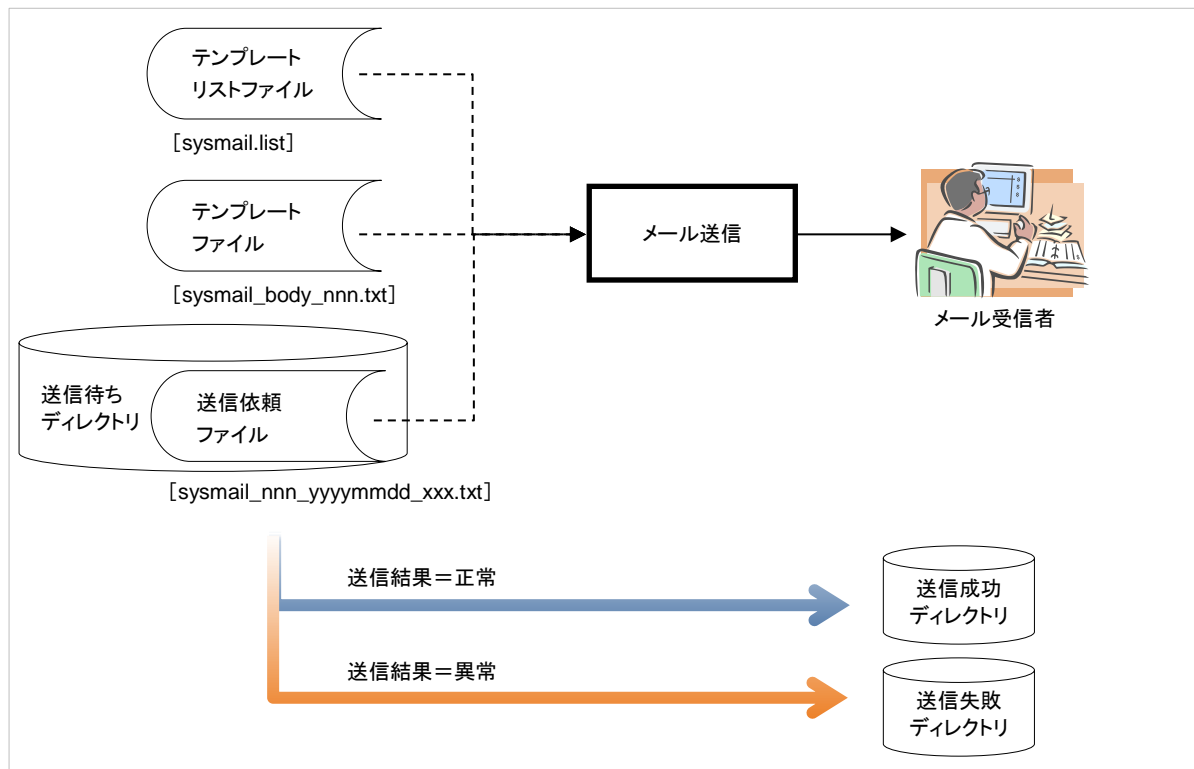 テンプレート
リストファイル
[sysmail.list]
テンプレート
ファイル
[sysmail_body_nnn.txt]
メール送信
メール受信者
送信待ち
ディレクトリ
送信依頼
ファイル
[sysmail_nnn_yyyymmdd_xxx.txt]
送信結果＝正常
送信成功
ディレクトリ
送信結果＝異常
送信失敗
ディレクトリ